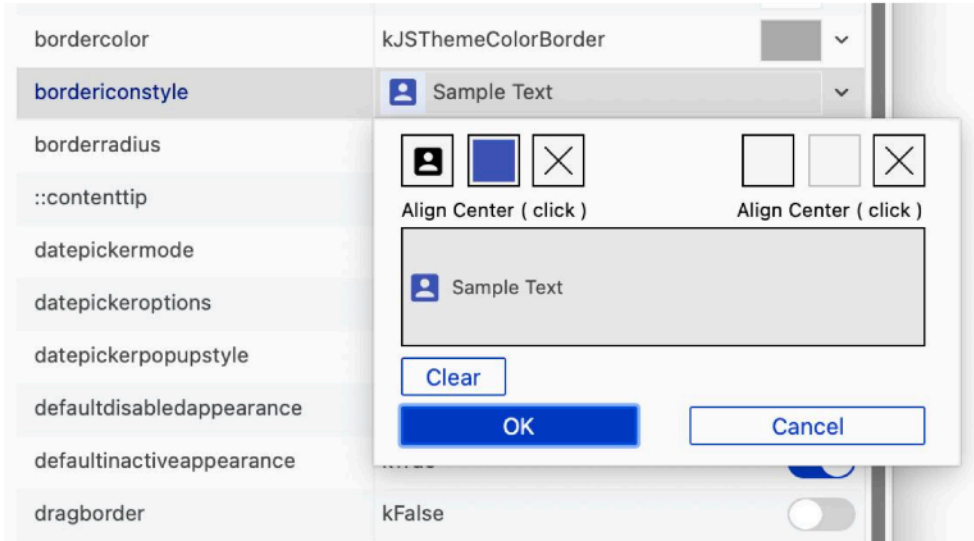 bordercolor kJSThemeColorBorder
bordericonstyle Sample Text
borderradius
Align Center ( click ) Align Center ( click )
::contenttip
datepickermode
Sample Text
datepickeroptions
datepickerpopupstyle
Clear
defaultdisabledappearance
OK Cancel
defaultinactiveappearance
dragborder kFalse